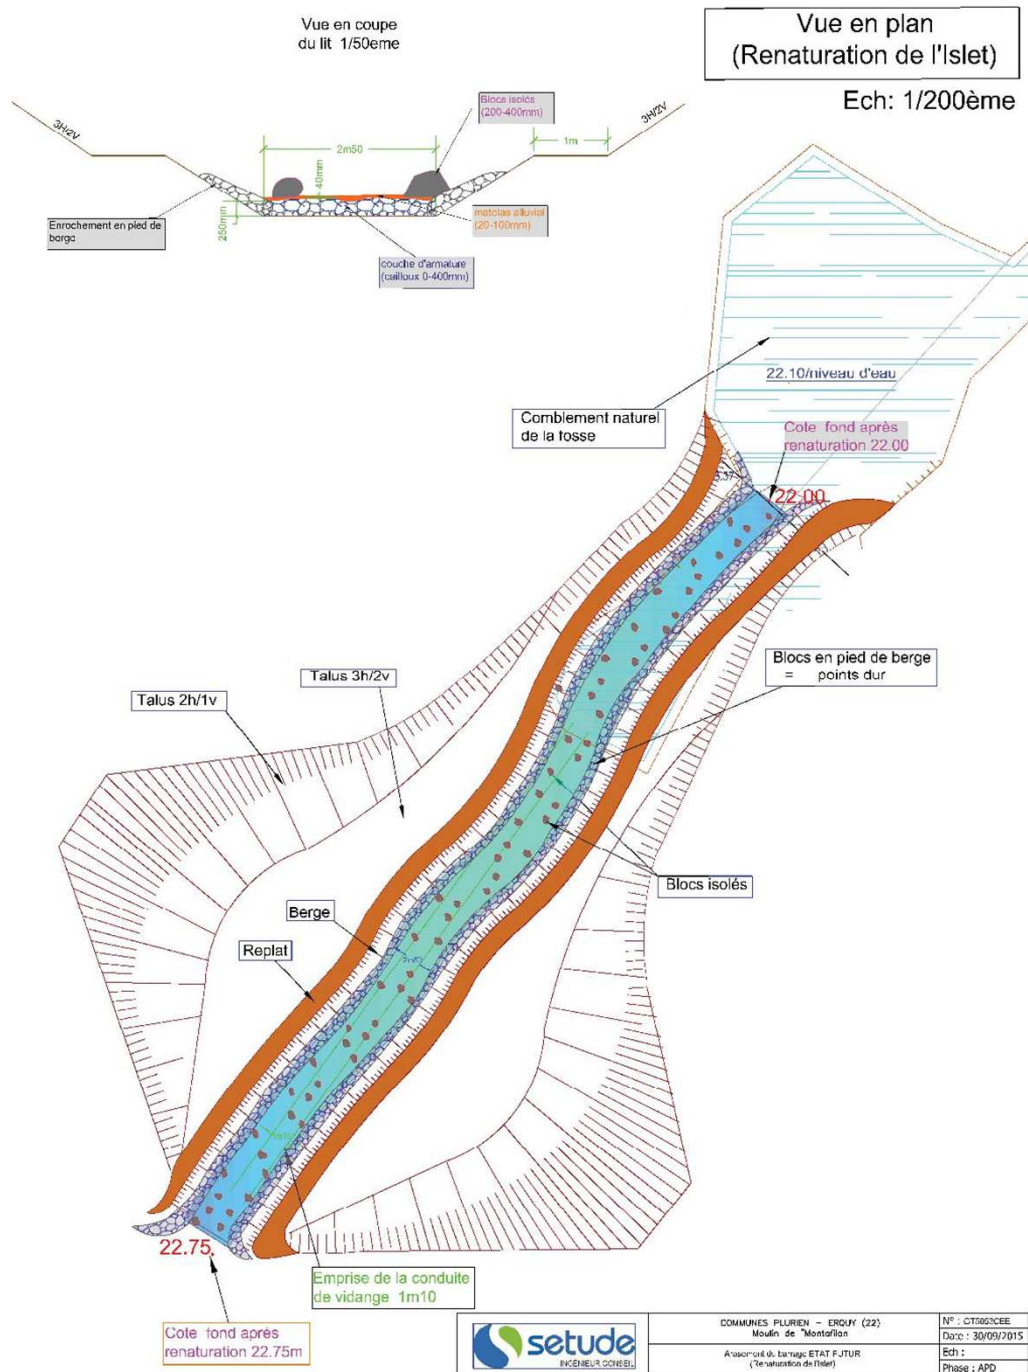 Vue en coupe
du lit 1/50eme
Vue en plan
(Renaturation de l'Islet)
Ech: 1/200ème
Blocs isolés
(200-400mm)
3H/2V
3H/2V
2m50
1m
40mm
250mm
Enrochement en pied de
berge
matelas alluvial
(20-100mm)
couche d'armature
(cailloux 0-400mm)
22.10/niveau d'eau
Comblement naturel
de la fosse
Cote fond après
renaturation 22.00
22.00
Blocs en pied de berge
= points dur
Talus 3h/2v
Talus 2h/1v
Blocs isolés
Berge
2m50
Replat
22.75
Emprise de la conduite
de vidange 1m10
Cote fond après
renaturation 22.75m
setude
INGÉNIEUR CONSEIL
COMMUNES PLURIEN - ERQUY (22)
Moulin de Montafilan
Arasement du barrage ETAT FUTUR
(Renaturation de l'Islet)
N° :
Date : 30/09/2015
Ech :
Phase : APD